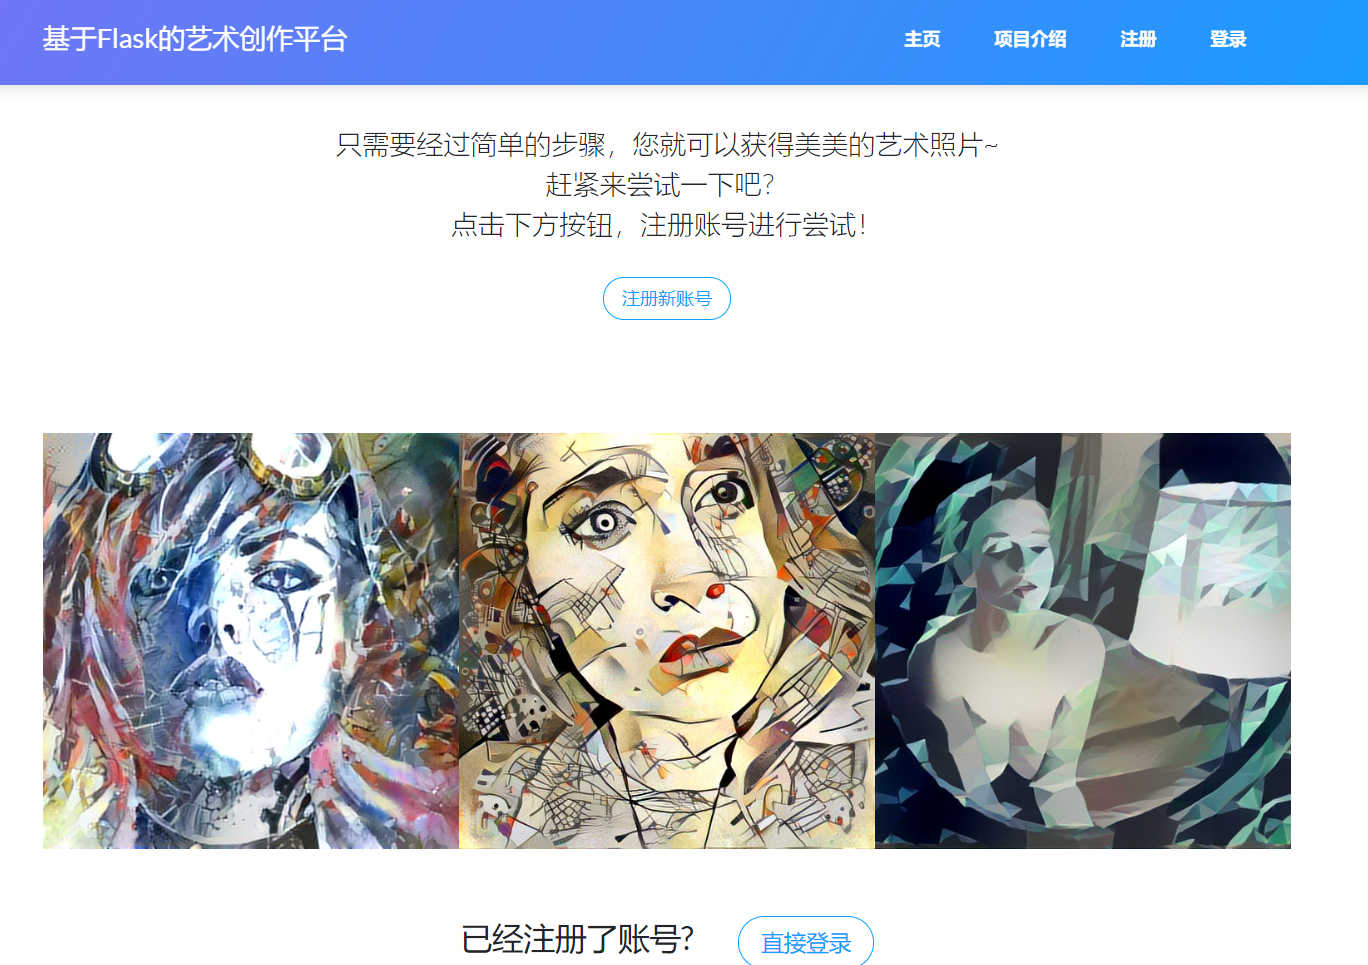 基于Flask的艺术创作平台
主页 项目介绍 注册 登录
只需要经过简单的步骤，您就可以获得美美的艺术照片~
赶紧来尝试一下吧？
点击下方按钮，注册账号进行尝试！
注册新账号
已经注册了账号？ 直接登录